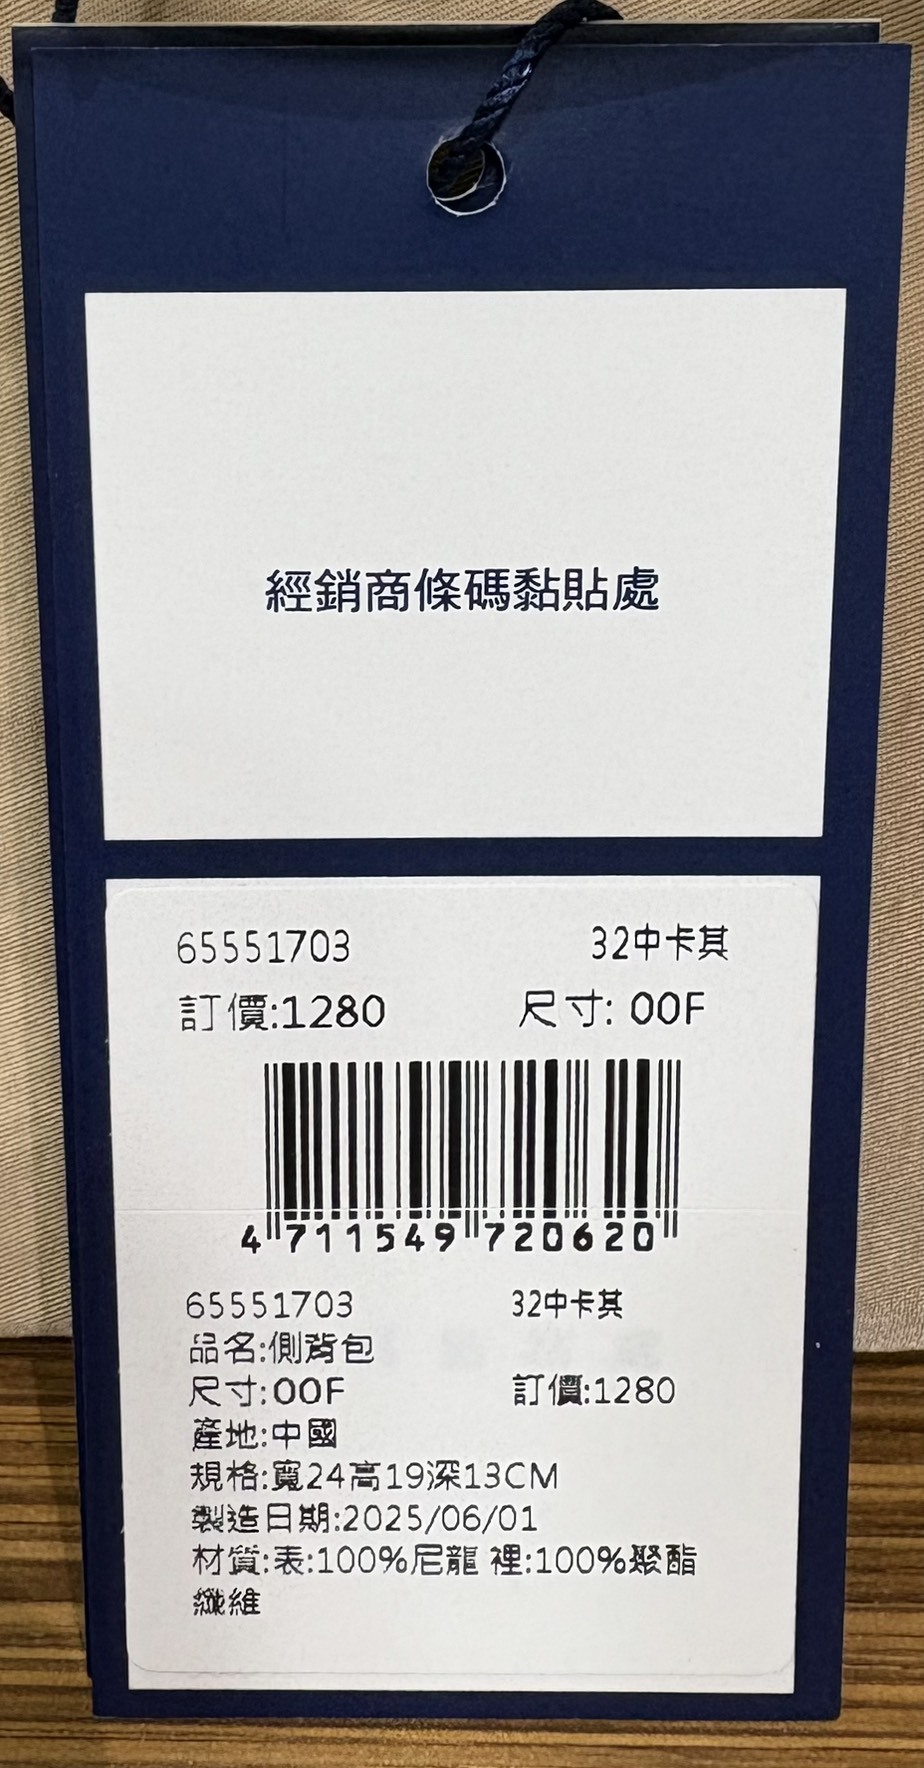 經銷商條碼黏貼處
65551703 32中卡其
訂價:1280 尺寸: 00F
4 711549 720620
65551703 32中卡其
品名:側背包
尺寸:00F 訂價:1280
產地:中國
規格:寬24高19深13CM
製造日期:2025/06/01
材質:表:100%尼龍 裡:100%聚酯
纖維